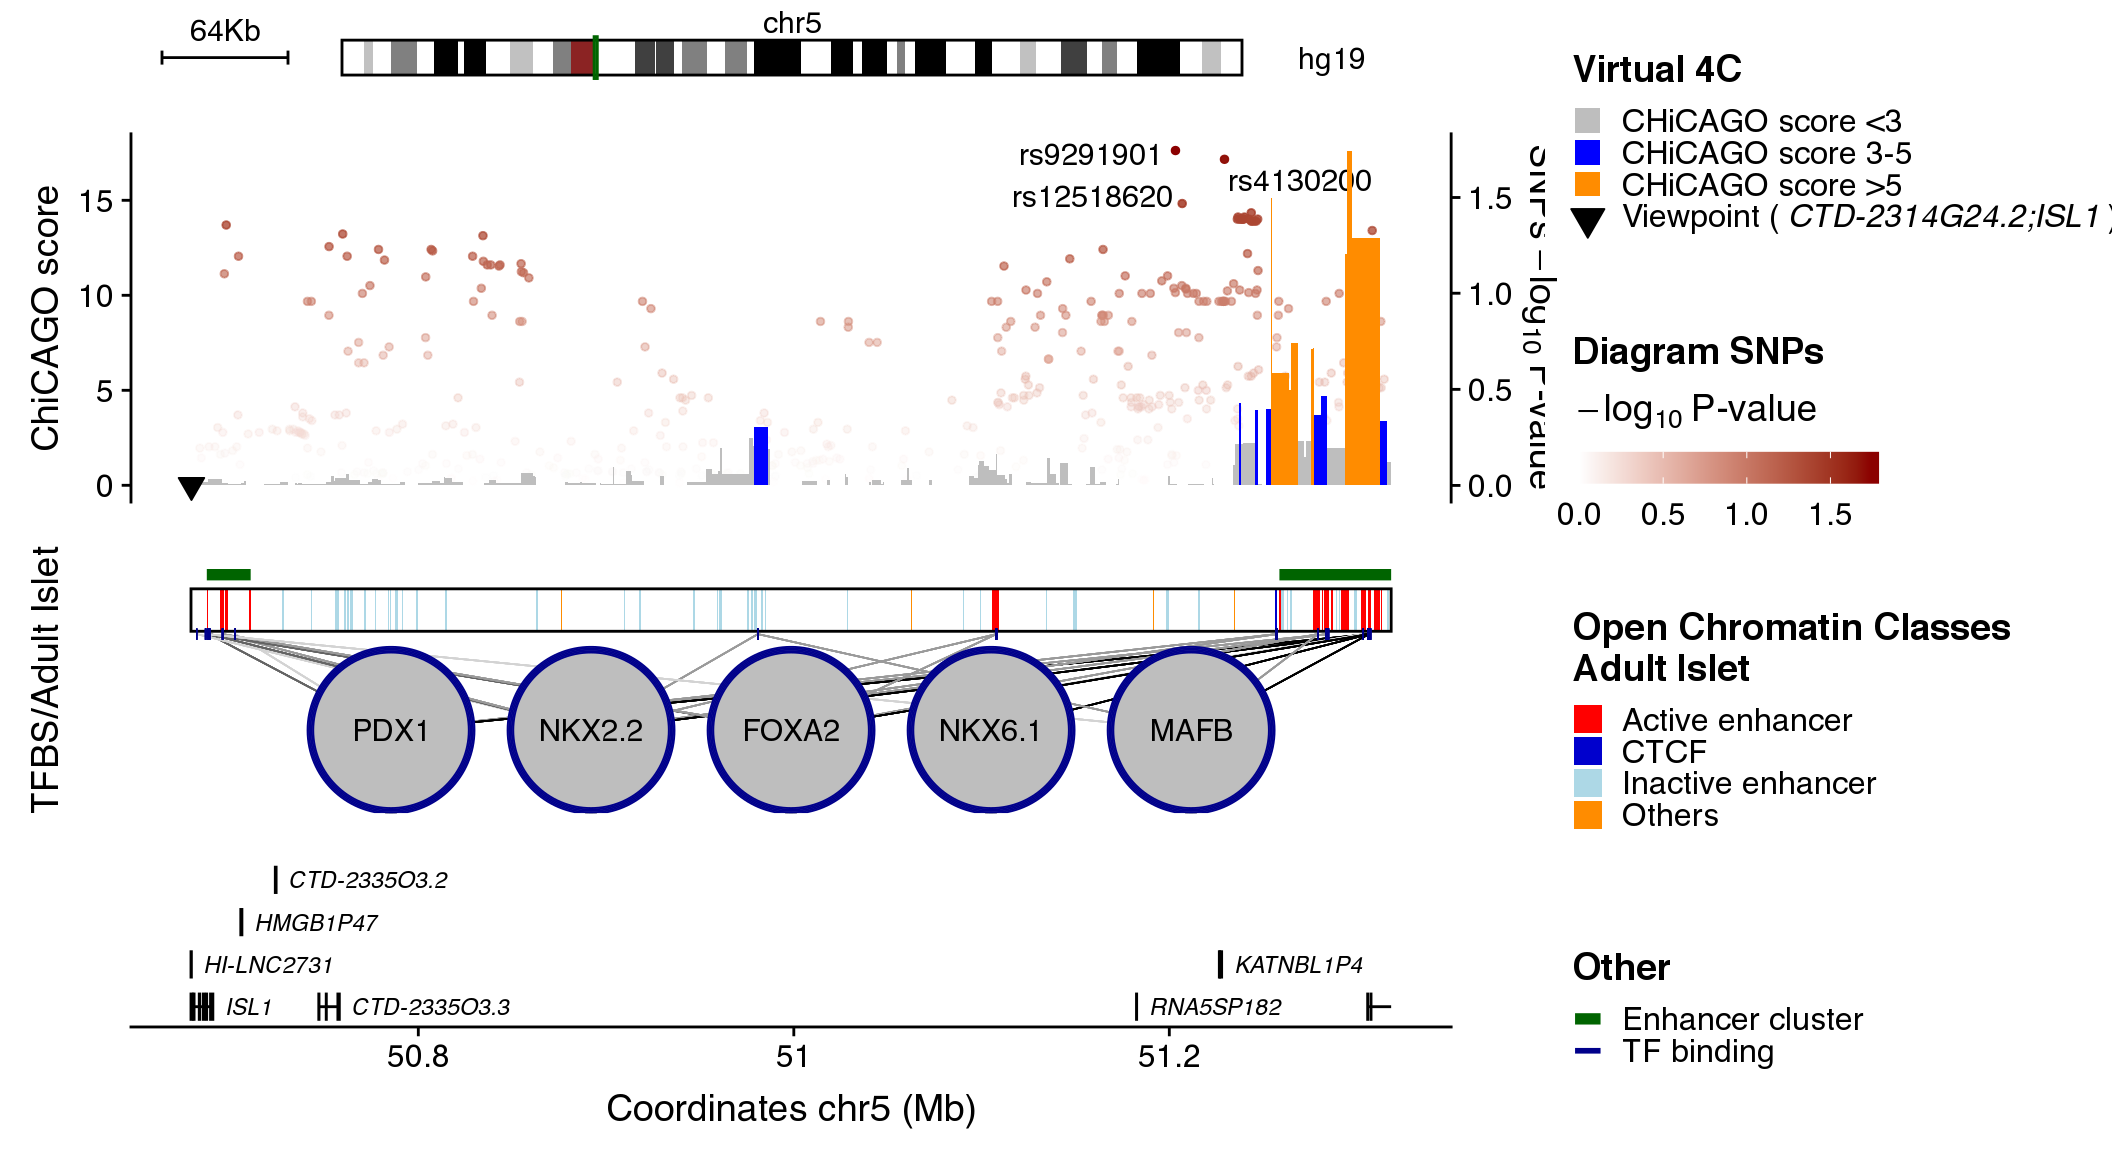 64Kb
chr5
hg19
ChiCAGO score
15
10
5
0
rs9291901
rs12518620
rs4130200
1.5
1.0
0.5
0.0
SNPs −log10 P-value
Virtual 4C
CHiCAGO score <3
CHiCAGO score 3-5
CHiCAGO score >5
Viewpoint ( CTD-2314G24.2;ISL1 )
Diagram SNPs
−log10 P-value
0.0 0.5 1.0 1.5
TFBS/Adult Islet
PDX1
NKX2.2
FOXA2
NKX6.1
MAFB
Open Chromatin Classes
Adult Islet
Active enhancer
CTCF
Inactive enhancer
Others
CTD-2335O3.2
HMGB1P47
HI-LNC2731
KATNBL1P4
ISL1
CTD-2335O3.3
RNA5SP182
Other
Enhancer cluster
TF binding
50.8 51 51.2
Coordinates chr5 (Mb)